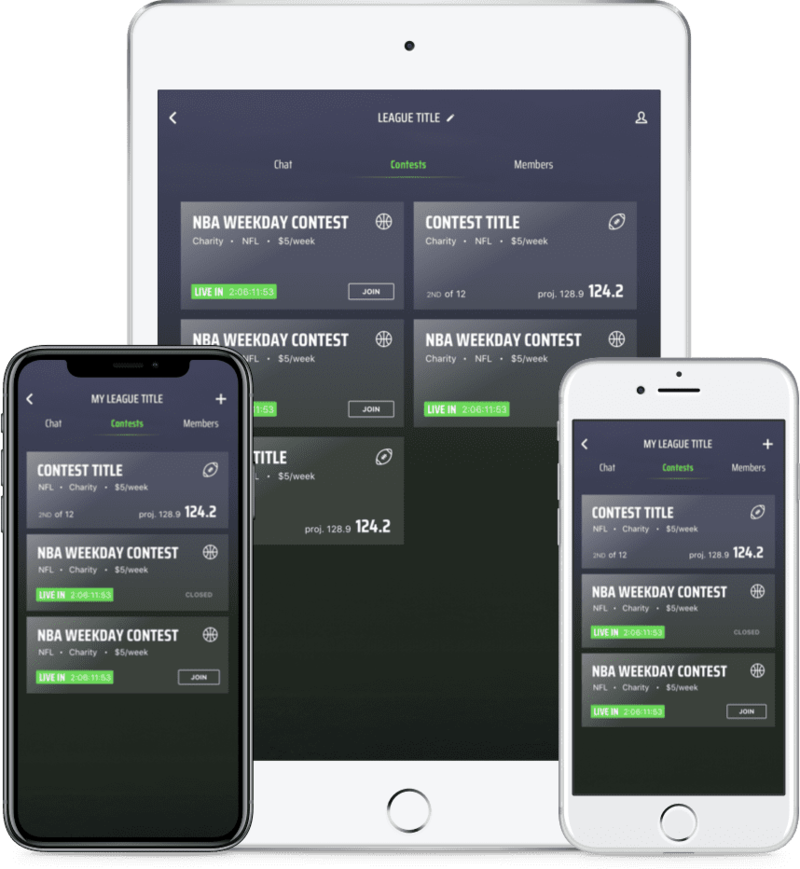 LEAGUE TITLE
Chat Contests Members
NBA WEEKDAY CONTEST
Charity • NFL • $5/week
LIVE IN 2:06:11:53 JOIN
CONTEST TITLE
Charity • NFL • $5/week
2ND of 12 proj. 128.9 124.2
NBA WEEKDAY CONTEST
NFL • $5/week
11:53 JOIN
NBA WEEKDAY CONTEST
Charity • NFL • $5/week
LIVE IN 2:06:11:53
TITLE
• $5/week
proj. 128.9 124.2
MY LEAGUE TITLE +
Chat Contests Members
CONTEST TITLE
NFL • Charity • $5/week
2ND of 12 proj. 128.9 124.2
NBA WEEKDAY CONTEST
NFL • Charity • $5/week
LIVE IN 2:06:11:53 CLOSED
NBA WEEKDAY CONTEST
NFL • Charity • $5/week
LIVE IN 2:06:11:53 JOIN
MY LEAGUE TITLE +
Chat Contests Members
CONTEST TITLE
NFL • Charity • $5/week
2ND of 12 proj. 128.9 124.2
NBA WEEKDAY CONTEST
NFL • Charity • $5/week
LIVE IN 2:06:11:53 CLOSED
NBA WEEKDAY CONTEST
NFL • Charity • $5/week
LIVE IN 2:06:11:53 JOIN